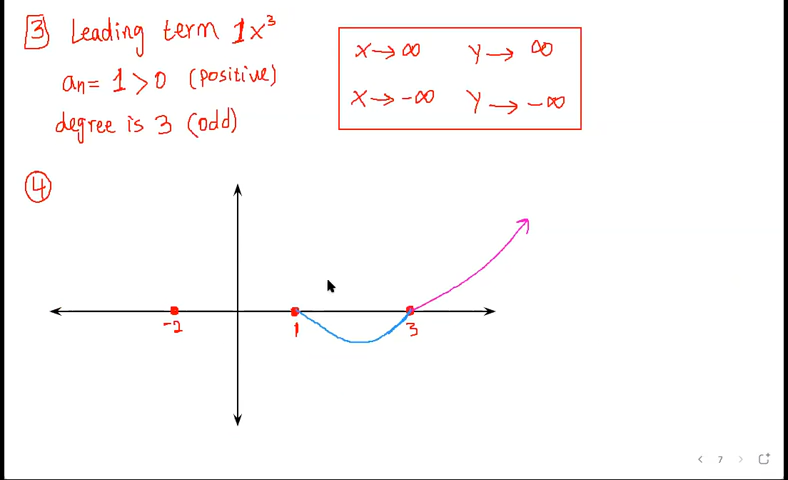 3 Leading term 1x³
aₙ = 1 > 0 (positive)
degree is 3 (odd)
x → ∞ y → ∞
x → -∞ y → -∞
4
-2 1 3
7